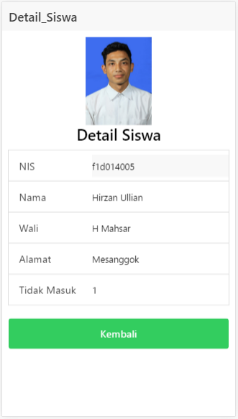 Detail_Siswa
Detail Siswa
NIS f1d014005
Nama Hirzan Ullian
Wali H Mahsar
Alamat Mesanggok
Tidak Masuk 1
Kembali